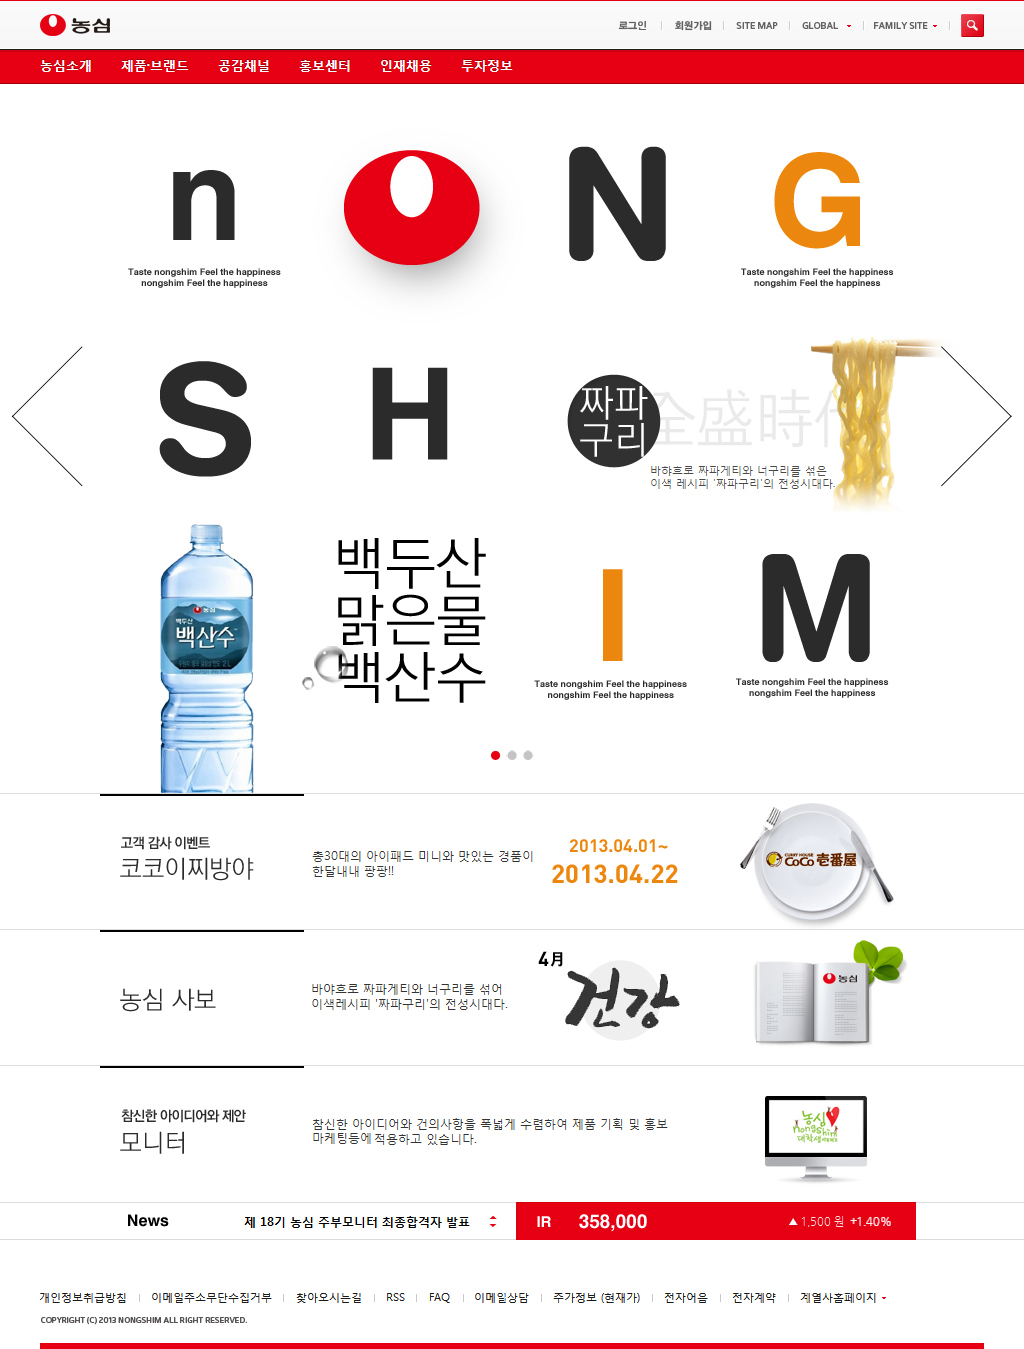 농심
로그인 회원가입 SITE MAP GLOBAL FAMILY SITE
농심소개 제품·브랜드 공감채널 홍보센터 인재채용 투자정보
n N G
Taste nongshim Feel the happiness
nongshim Feel the happiness
Taste nongshim Feel the happiness
nongshim Feel the happiness
S H
짜파
구리
全盛時代
바햐흐로 짜파게티와 너구리를 섞은
이색 레시피 '짜파구리'의 전성시대다.
농심
백두산
백산수
백두산
맑은물
백산수
I M
Taste nongshim Feel the happiness
nongshim Feel the happiness
Taste nongshim Feel the happiness
nongshim Feel the happiness
고객 감사 이벤트
코코이찌방야
총30대의 아이패드 미니와 맛있는 경품이
한달내내 팡팡!!
2013.04.01~
2013.04.22
CURRY HOUSE
CoCo 壱番屋
농심 사보
바야흐로 짜파게티와 너구리를 섞어
이색레시피 '짜파구리'의 전성시대다.
4月
건강
농심
참신한 아이디어와 제안
모니터
참신한 아이디어와 건의사항을 폭넓게 수렴하여 제품 기획 및 홍보
마케팅등에 적용하고 있습니다.
농심
nongshim
News
제 18기 농심 주부모니터 최종합격자 발표
IR 358,000 ▲ 1,500 원 +1.40%
개인정보취급방침 이메일주소무단수집거부 찾아오시는길 RSS FAQ 이메일상담 주가정보 (현재가) 전자어음 전자계약 계열사홈페이지
COPYRIGHT (C) 2013 NONGSHIM ALL RIGHT RESERVED.